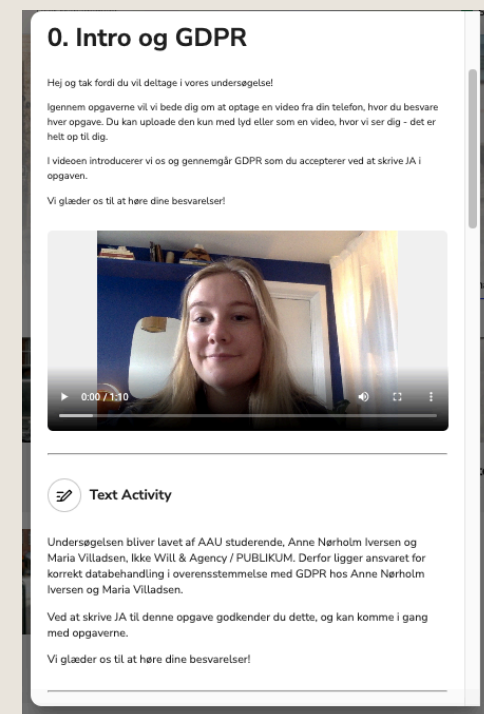 0. Intro og GDPR
Hej og tak fordi du vil deltage i vores undersøgelse!
Igennem opgaverne vil vi bede dig om at optage en video fra din telefon, hvor du besvare
hver opgave. Du kan uploade den kun med lyd eller som en video, hvor vi ser dig - det er
helt op til dig.
I videoen introducerer vi os og gennemgår GDPR som du accepterer ved at skrive JA i
opgaven.
Vi glæder os til at høre dine besvarelser!
0:00 / 1:10
Text Activity
Undersøgelsen bliver lavet af AAU studerende, Anne Nørholm Iversen og
Maria Villadsen, Ikke Will & Agency / PUBLIKUM. Derfor ligger ansvaret for
korrekt databehandling i overensstemmelse med GDPR hos Anne Nørholm
Iversen og Maria Villadsen.
Ved at skrive JA til denne opgave godkender du dette, og kan komme i gang
med opgaverne.
Vi glæder os til at høre dine besvarelser!